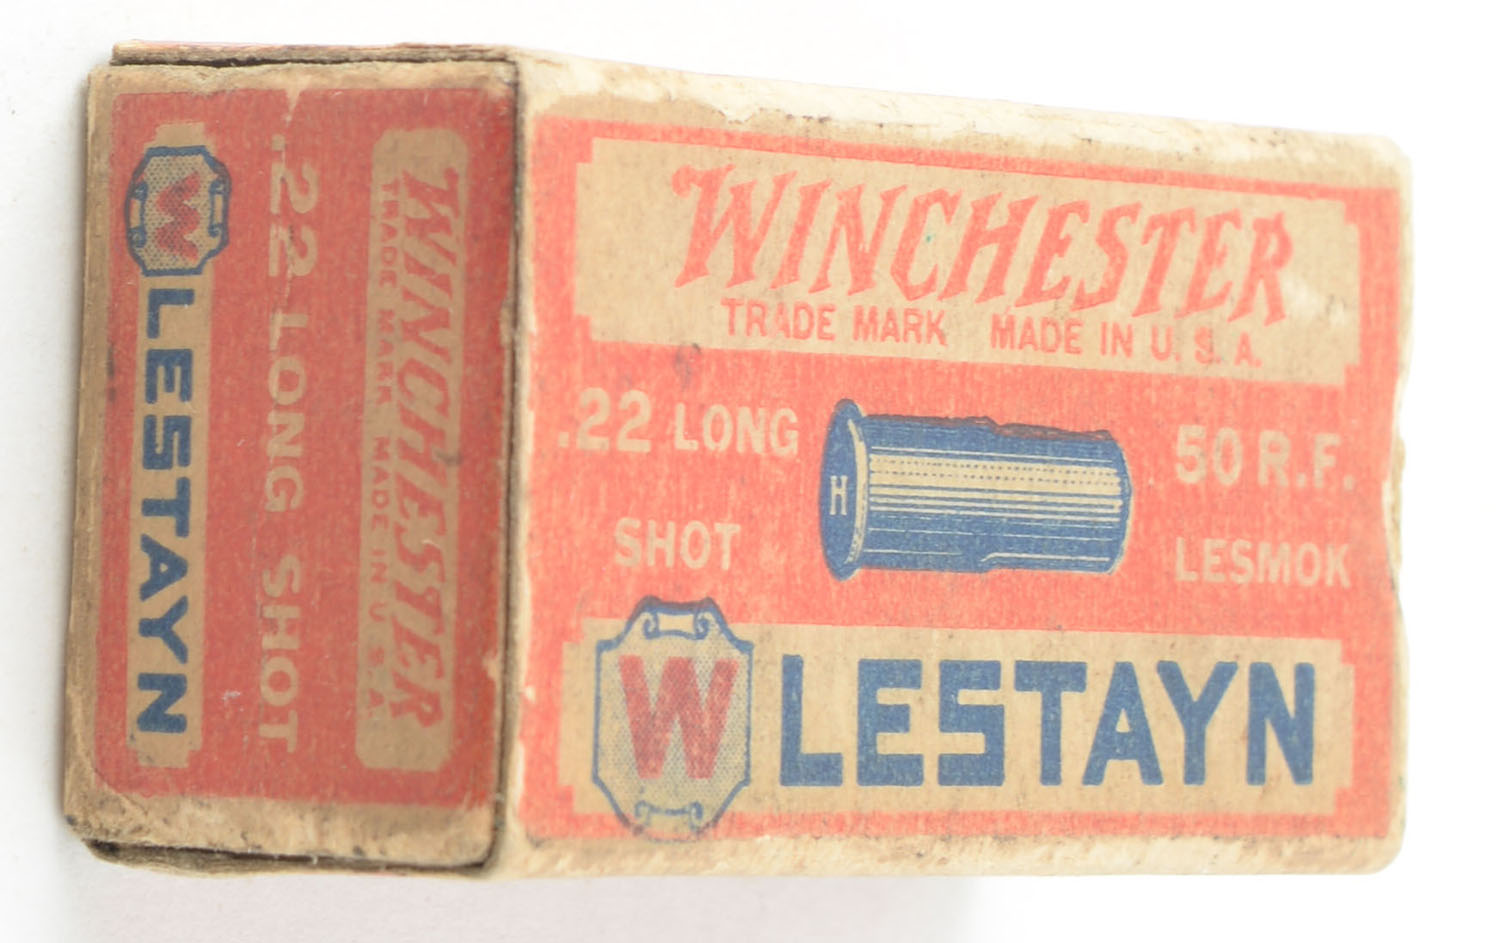 WINCHESTER
TRADE MARK MADE IN U.S.A.
.22 LONG
SHOT
H
50 R.F.
LESMOK
W LESTAYN
WINCHESTER
TRADE MARK MADE IN U.S.A.
.22 LONG SHOT
W LESTAYN